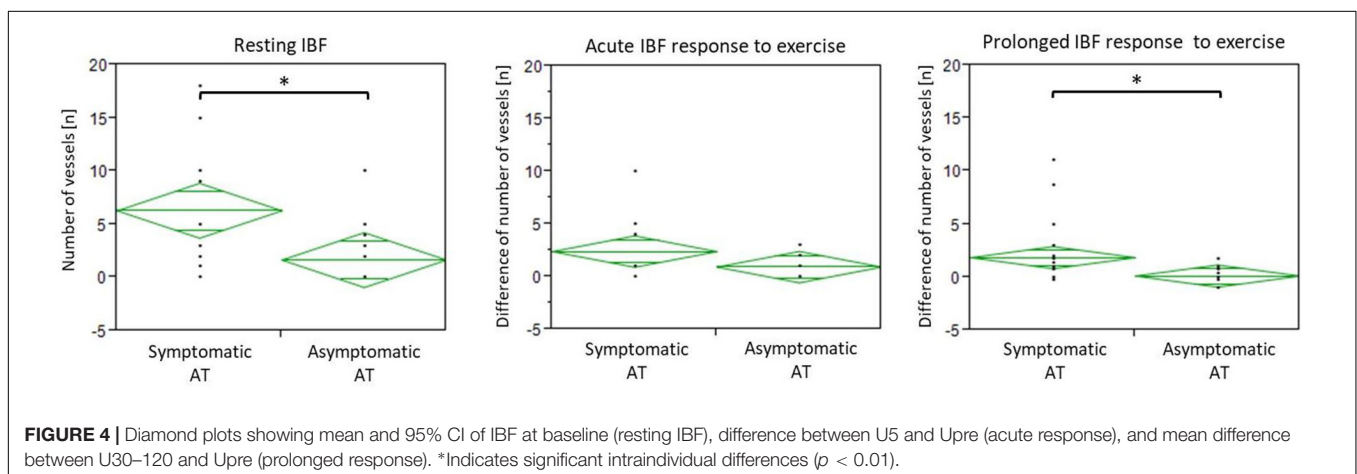 Resting IBF
Number of vessels [n]
20
15
10
5
0
-5
*
Symptomatic
AT
Asymptomatic
AT
Acute IBF response to exercise
Difference of number of vessels [n]
20
15
10
5
0
-5
Symptomatic
AT
Asymptomatic
AT
Prolonged IBF response to exercise
Difference of number of vessels [n]
20
15
10
5
0
-5
*
Symptomatic
AT
Asymptomatic
AT
FIGURE 4 | Diamond plots showing mean and 95% CI of IBF at baseline (resting IBF), difference between U5 and Upre (acute response), and mean difference
between U30–120 and Upre (prolonged response). *Indicates significant intraindividual differences (p < 0.01).